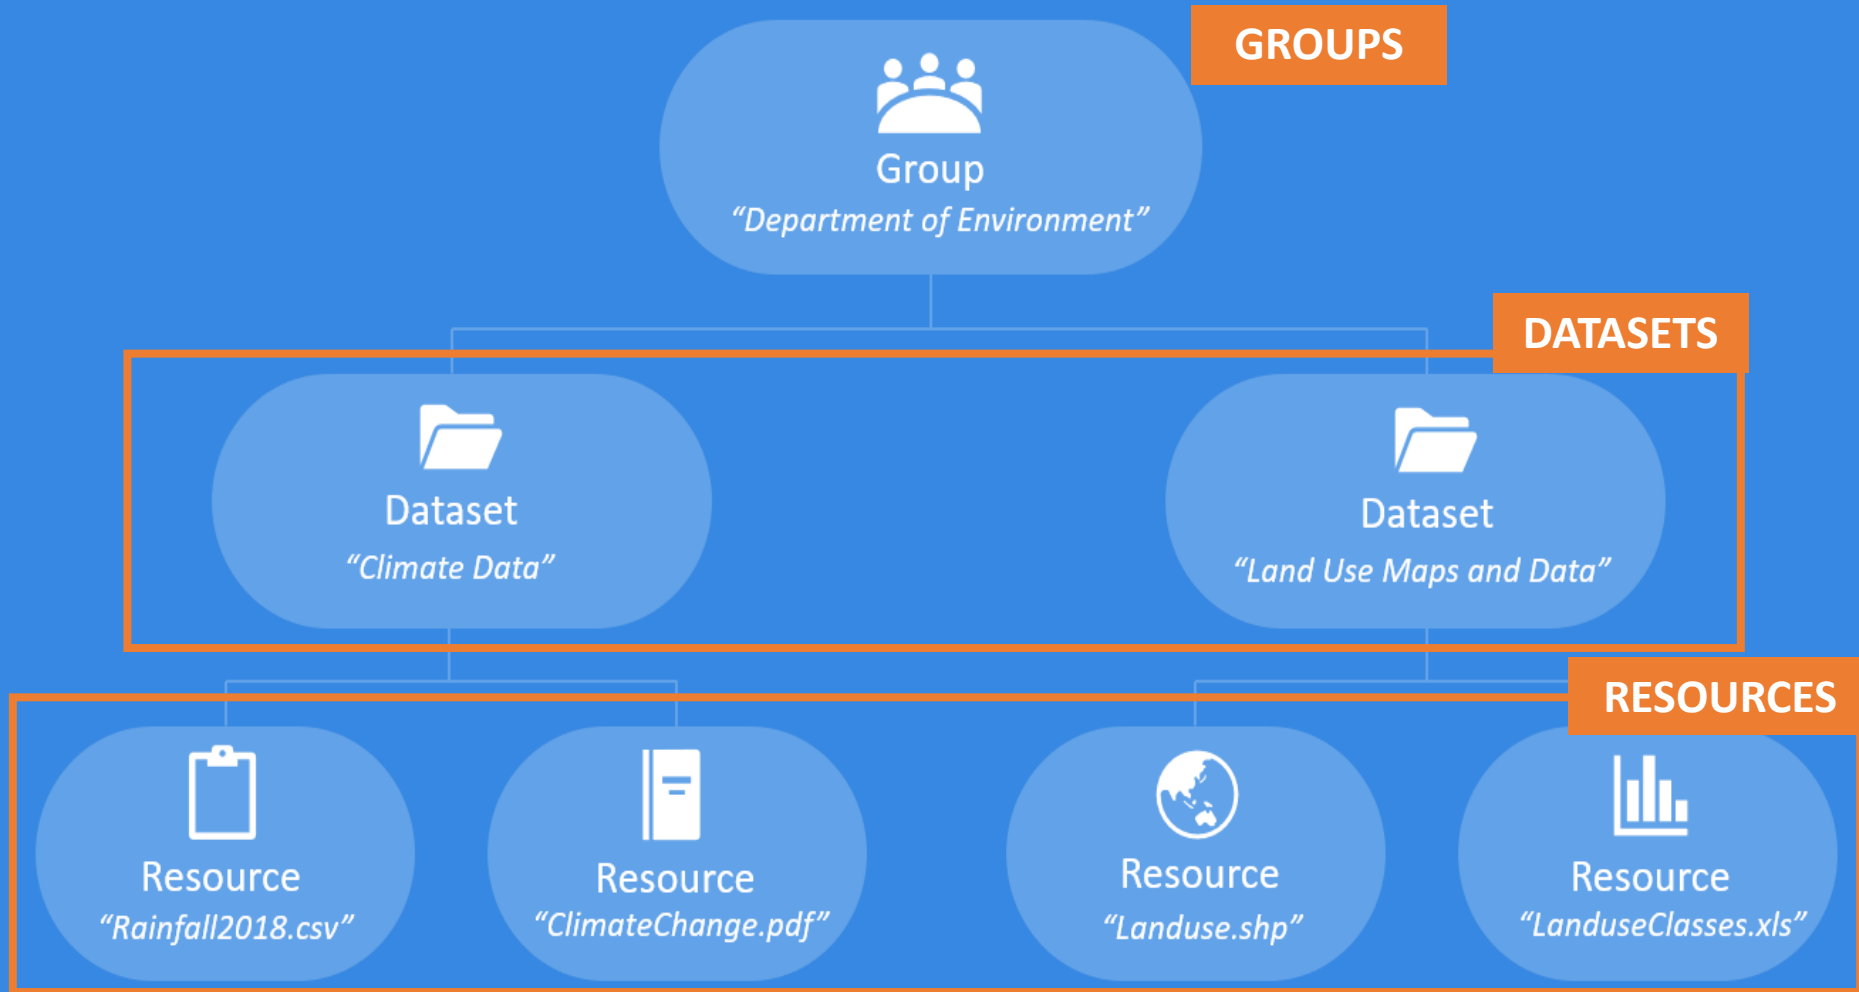 GROUPS
Group
“Department of Environment”
DATASETS
Dataset
“Climate Data”
Dataset
“Land Use Maps and Data”
RESOURCES
Resource
“Rainfall2018.csv”
Resource
“ClimateChange.pdf”
Resource
“Landuse.shp”
Resource
“LanduseClasses.xls”